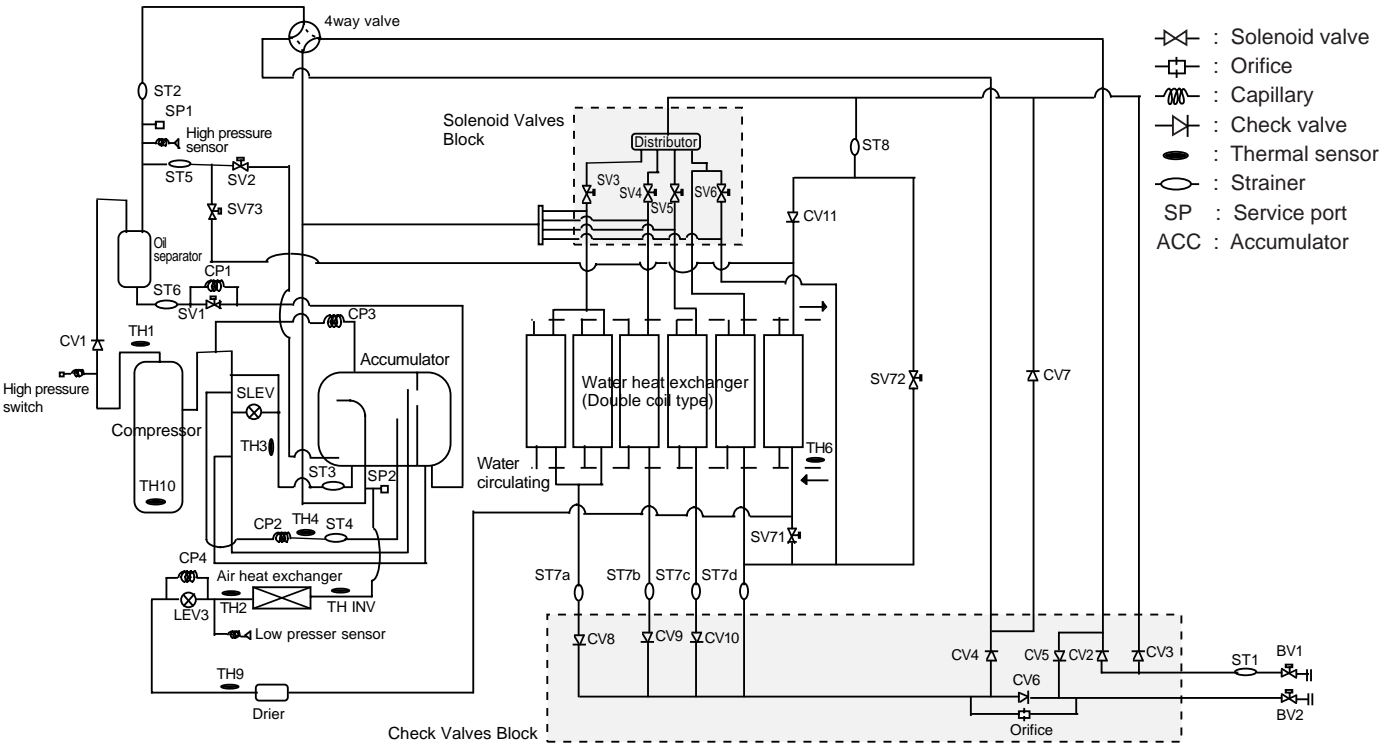 4way valve
: Solenoid valve
: Orifice
: Capillary
: Check valve
: Thermal sensor
: Strainer
SP : Service port
ACC : Accumulator
ST2
SP1
High pressure
sensor
ST5
SV2
SV73
Oil
separator
CP1
ST6
SV1
CV1
TH1
High pressure
switch
Compressor
TH10
CP3
Accumulator
SLEV
TH3
ST3
SP2
CP2
TH4
ST4
CP4
Air heat exchanger
LEV3
TH2
TH INV
Low presser sensor
TH9
Drier
Solenoid Valves
Block
Distributor
SV3
SV4
SV5
SV6
ST8
CV11
Water heat exchanger
(Double coil type)
SV72
CV7
Water
circulating
TH6
SV71
ST7a
ST7b
ST7c
ST7d
CV8
CV9
CV10
CV4
CV5
CV2
CV3
CV6
Orifice
ST1
BV1
BV2
Check Valves Block